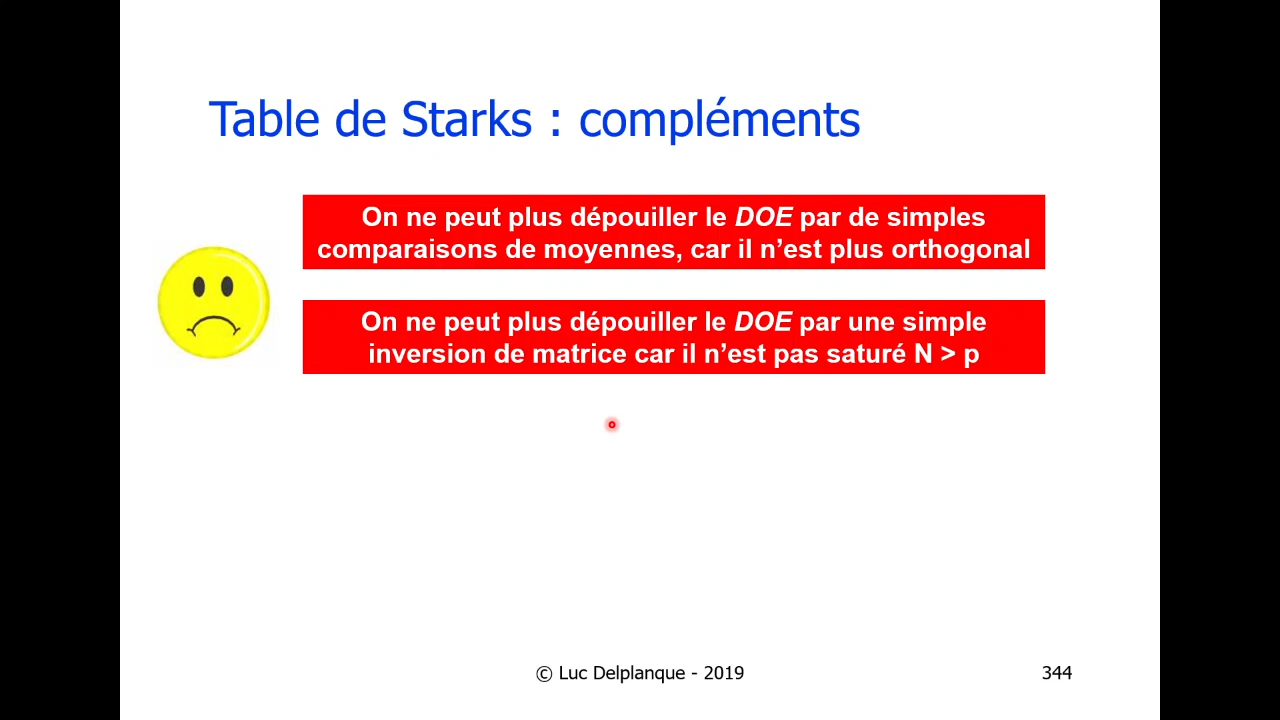 Table de Starks : compléments
On ne peut plus dépouiller le DOE par de simples
comparaisons de moyennes, car il n’est plus orthogonal
On ne peut plus dépouiller le DOE par une simple
inversion de matrice car il n’est pas saturé N > p
© Luc Delplanque - 2019
344